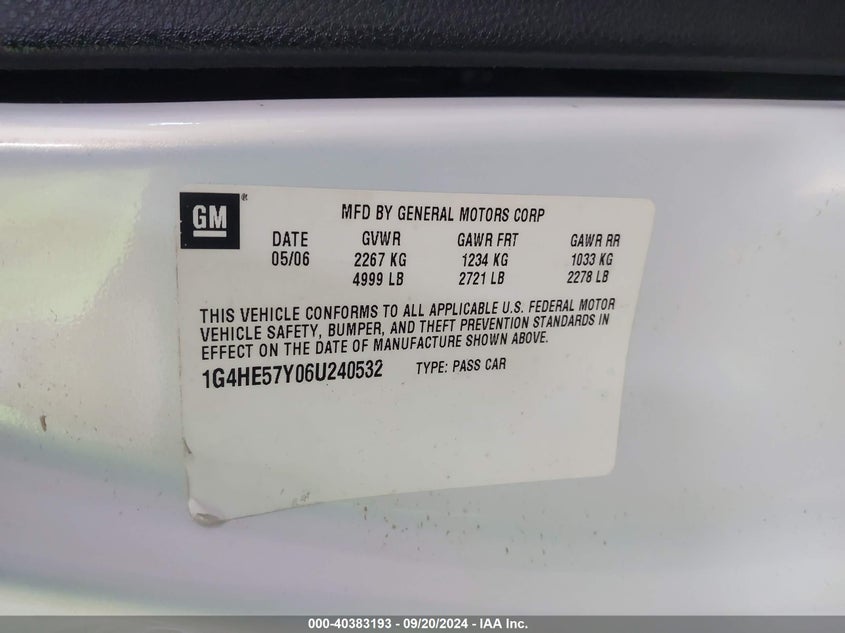 GM ®
MFD BY GENERAL MOTORS CORP
DATE GVWR GAWR FRT GAWR RR
05/06 2267 KG 1234 KG 1033 KG
4999 LB 2721 LB 2278 LB
THIS VEHICLE CONFORMS TO ALL APPLICABLE U.S. FEDERAL MOTOR
VEHICLE SAFETY, BUMPER, AND THEFT PREVENTION STANDARDS IN
EFFECT ON THE DATE OF MANUFACTURE SHOWN ABOVE.
1G4HE57Y06U240532 TYPE: PASS CAR
000-40383193 - 09/20/2024 - IAA Inc.